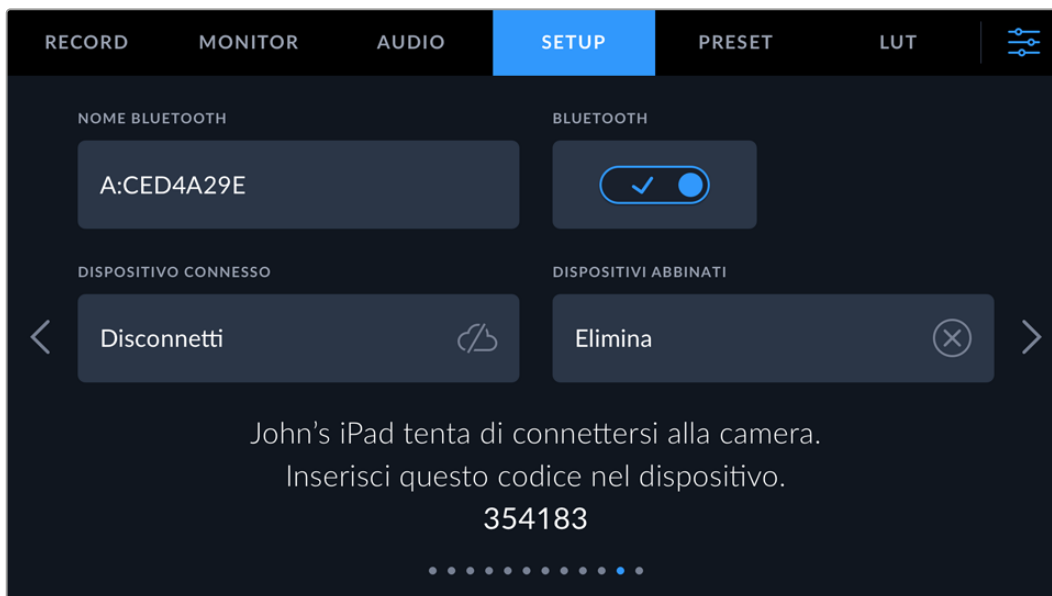 RECORD MONITOR AUDIO SETUP PRESET LUT
NOME BLUETOOTH BLUETOOTH
A:CED4A29E
DISPOSITIVO CONNESSO DISPOSITIVI ABBINATI
Disconnetti Elimina
John’s iPad tenta di connettersi alla camera.
Inserisci questo codice nel dispositivo.
354183